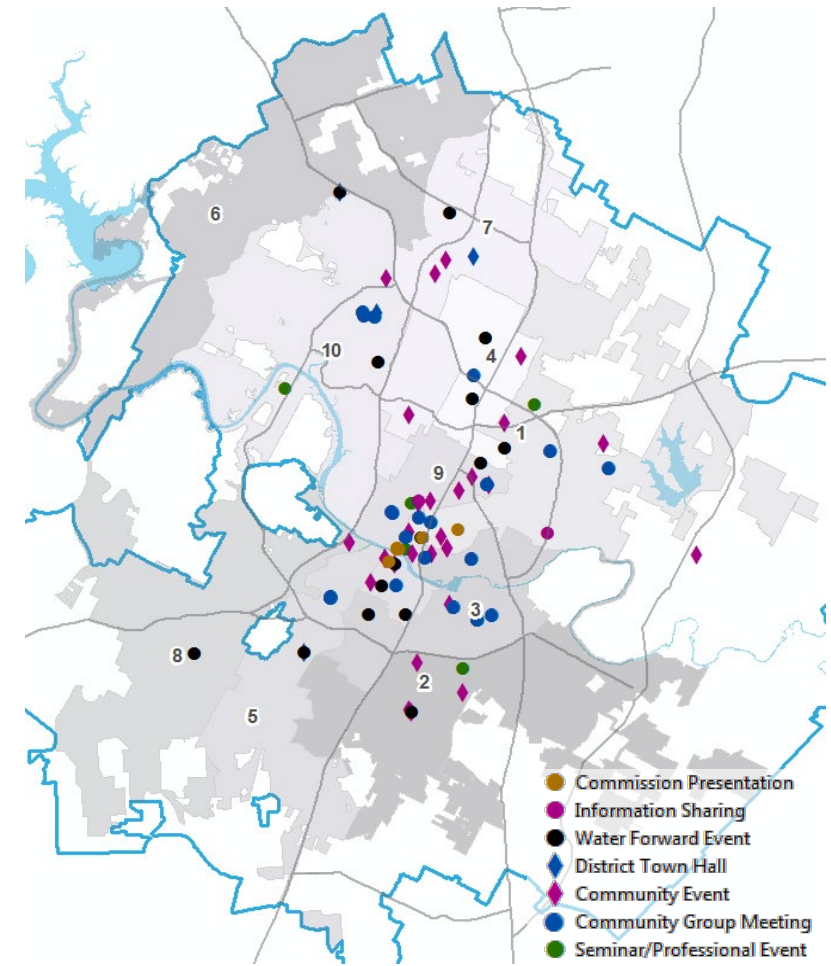 6
7
10
4
1
9
3
8
2
5
Commission Presentation
Information Sharing
Water Forward Event
District Town Hall
Community Event
Community Group Meeting
Seminar/Professional Event